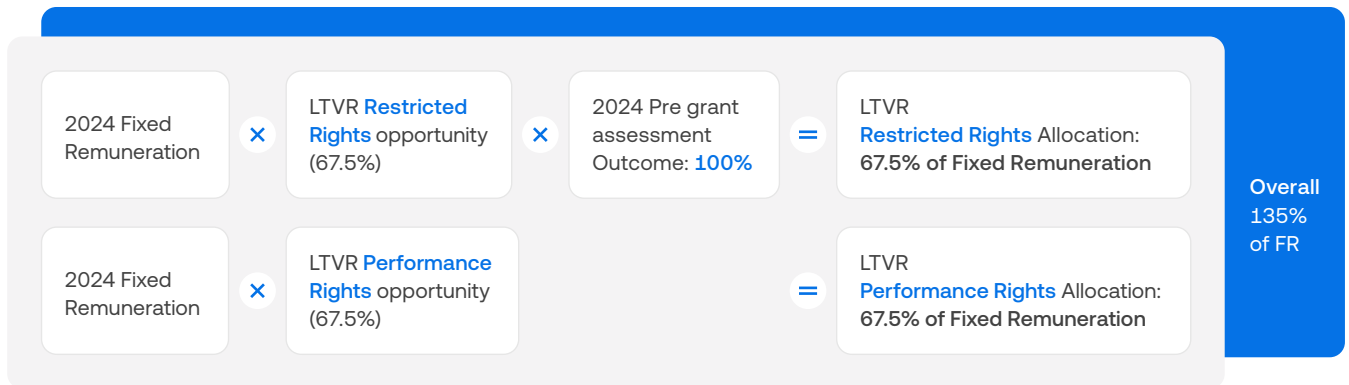 2024 Fixed
Remuneration
×
LTVR Restricted
Rights opportunity
(67.5%)
×
2024 Pre grant
assessment
Outcome: 100%
=
LTVR
Restricted Rights Allocation:
67.5% of Fixed Remuneration
2024 Fixed
Remuneration
×
LTVR Performance
Rights opportunity
(67.5%)
=
LTVR
Performance Rights Allocation:
67.5% of Fixed Remuneration
Overall
135%
of FR